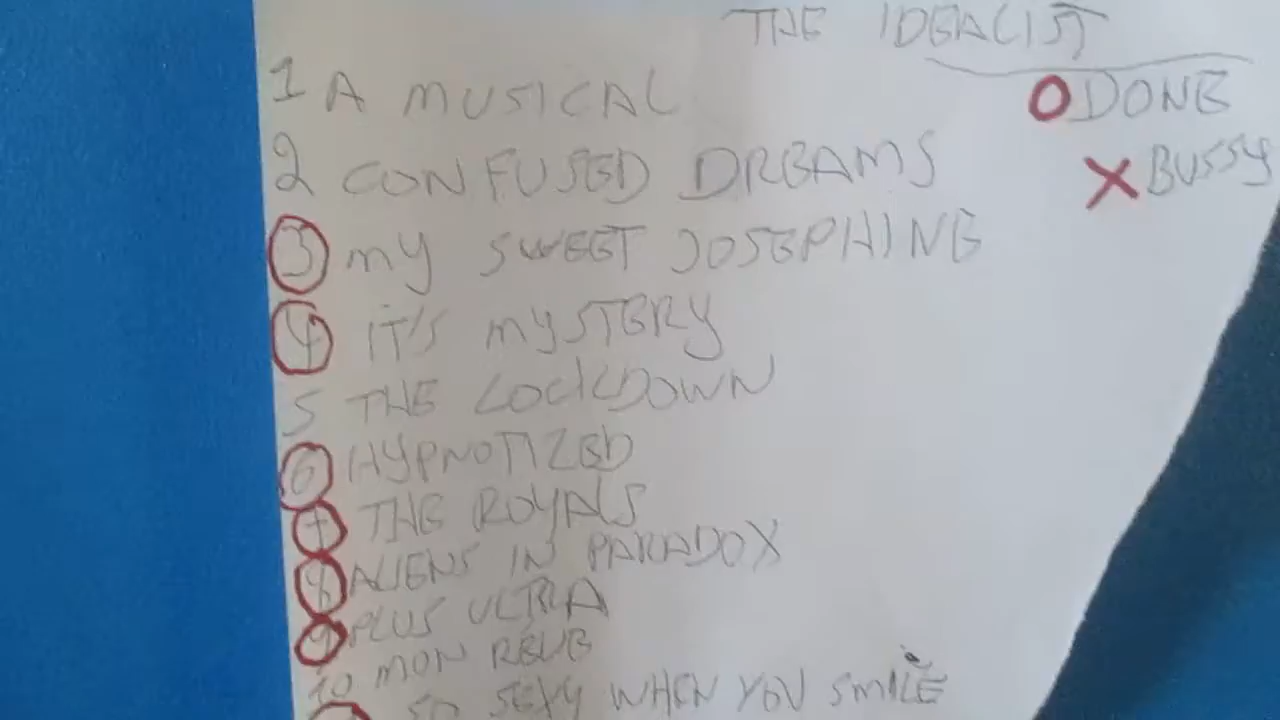 THE IDEALIST
O DONE
X BUSSY
1 A MUSICAL
2 CONFUSED DREAMS
3 MY SWEET JOSEPHINE
4 IT'S MYSTERY
5 THE LOCKDOWN
6 HYPNOTIZED
7 THE ROYALS
8 ALIENS IN PARADOX
9 PLUS ULTRA
10 MON REVE
SO SEXY WHEN YOU SMILE